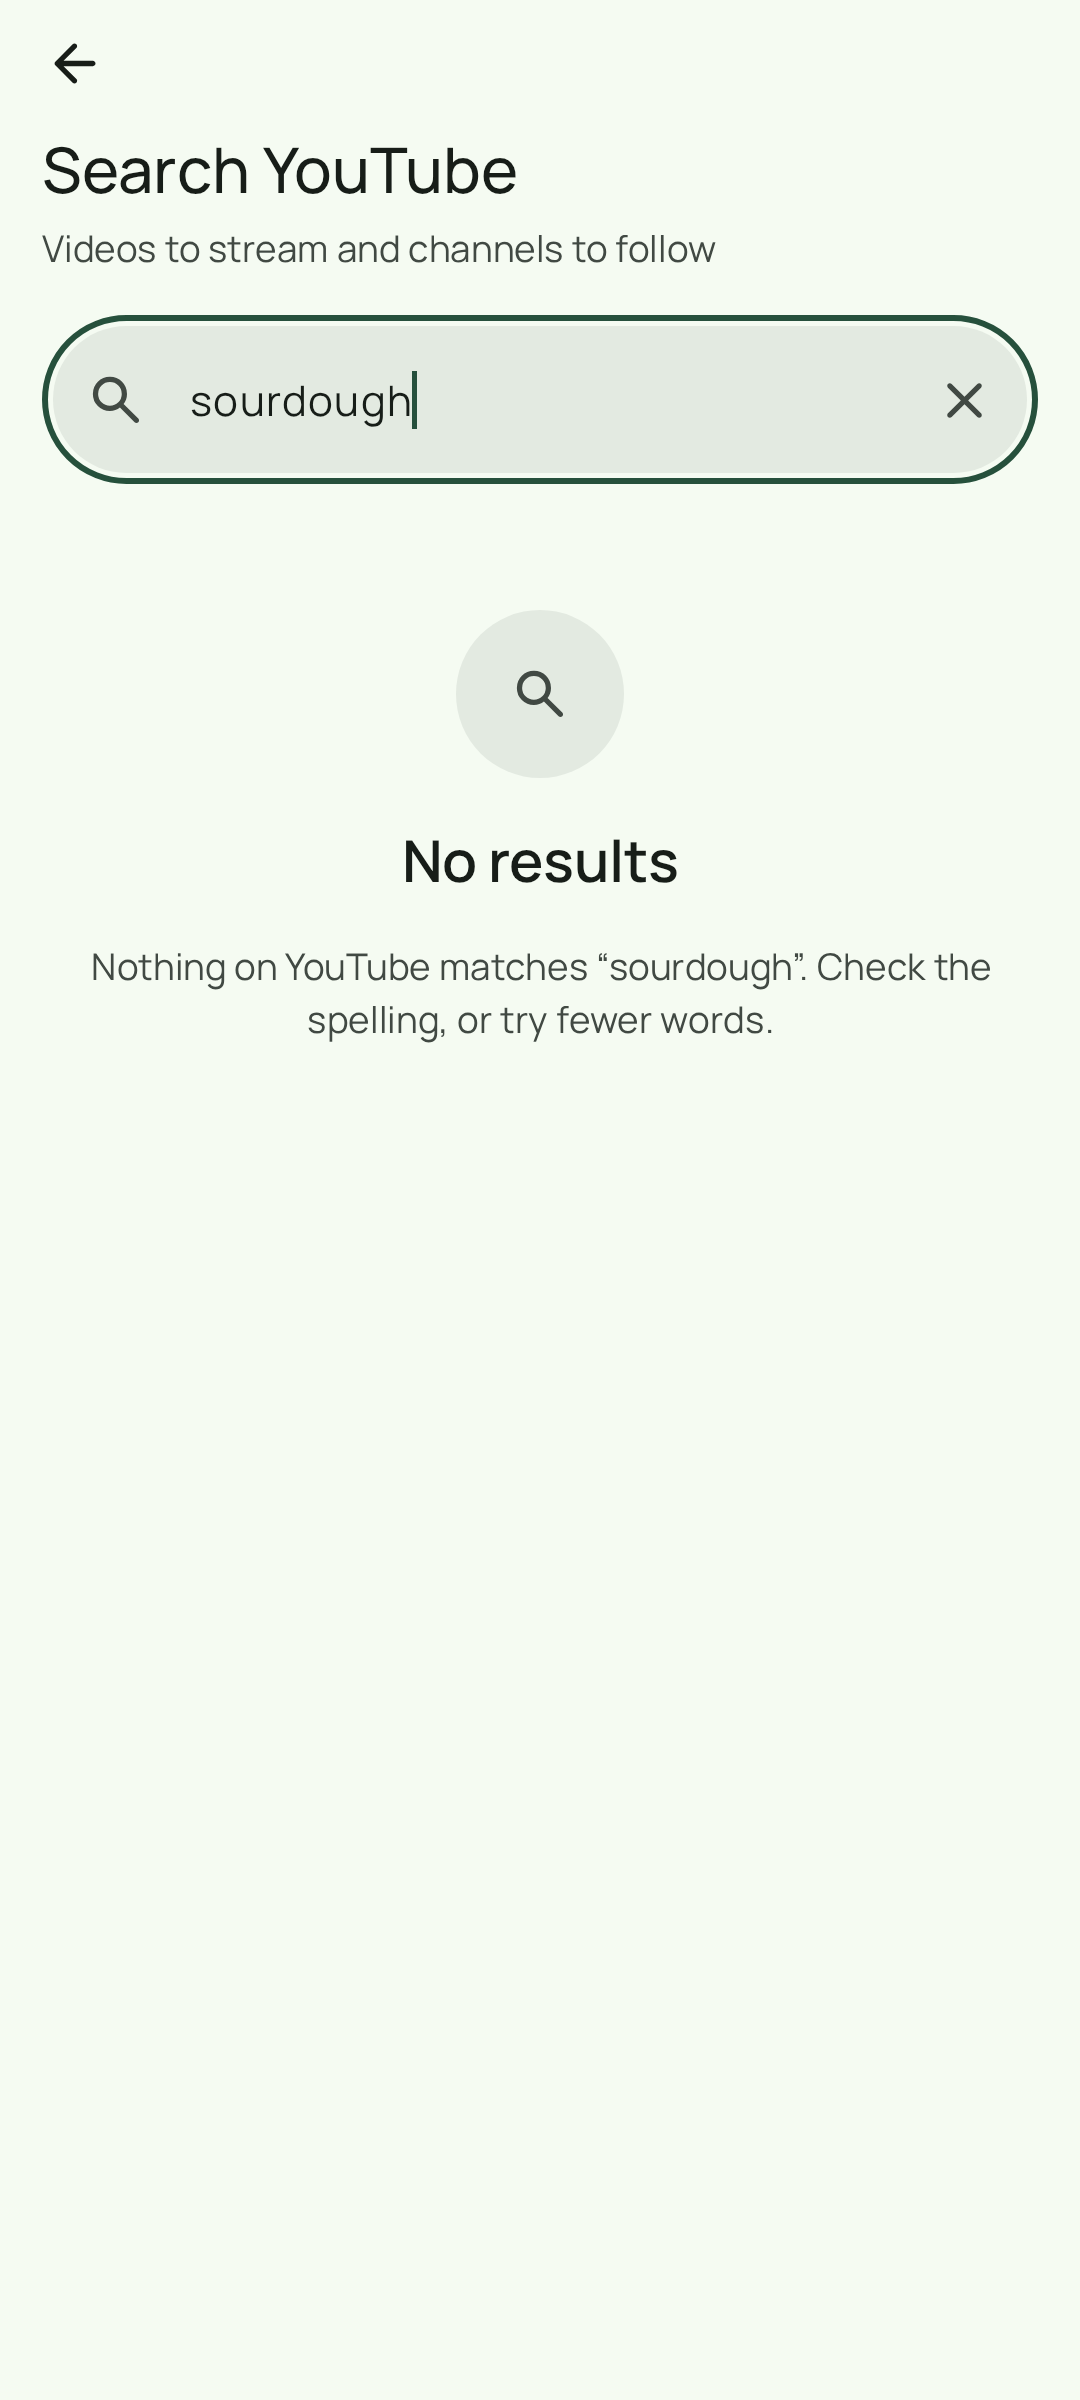 Search YouTube
Videos to stream and channels to follow
sourdough
No results
Nothing on YouTube matches “sourdough”. Check the
spelling, or try fewer words.